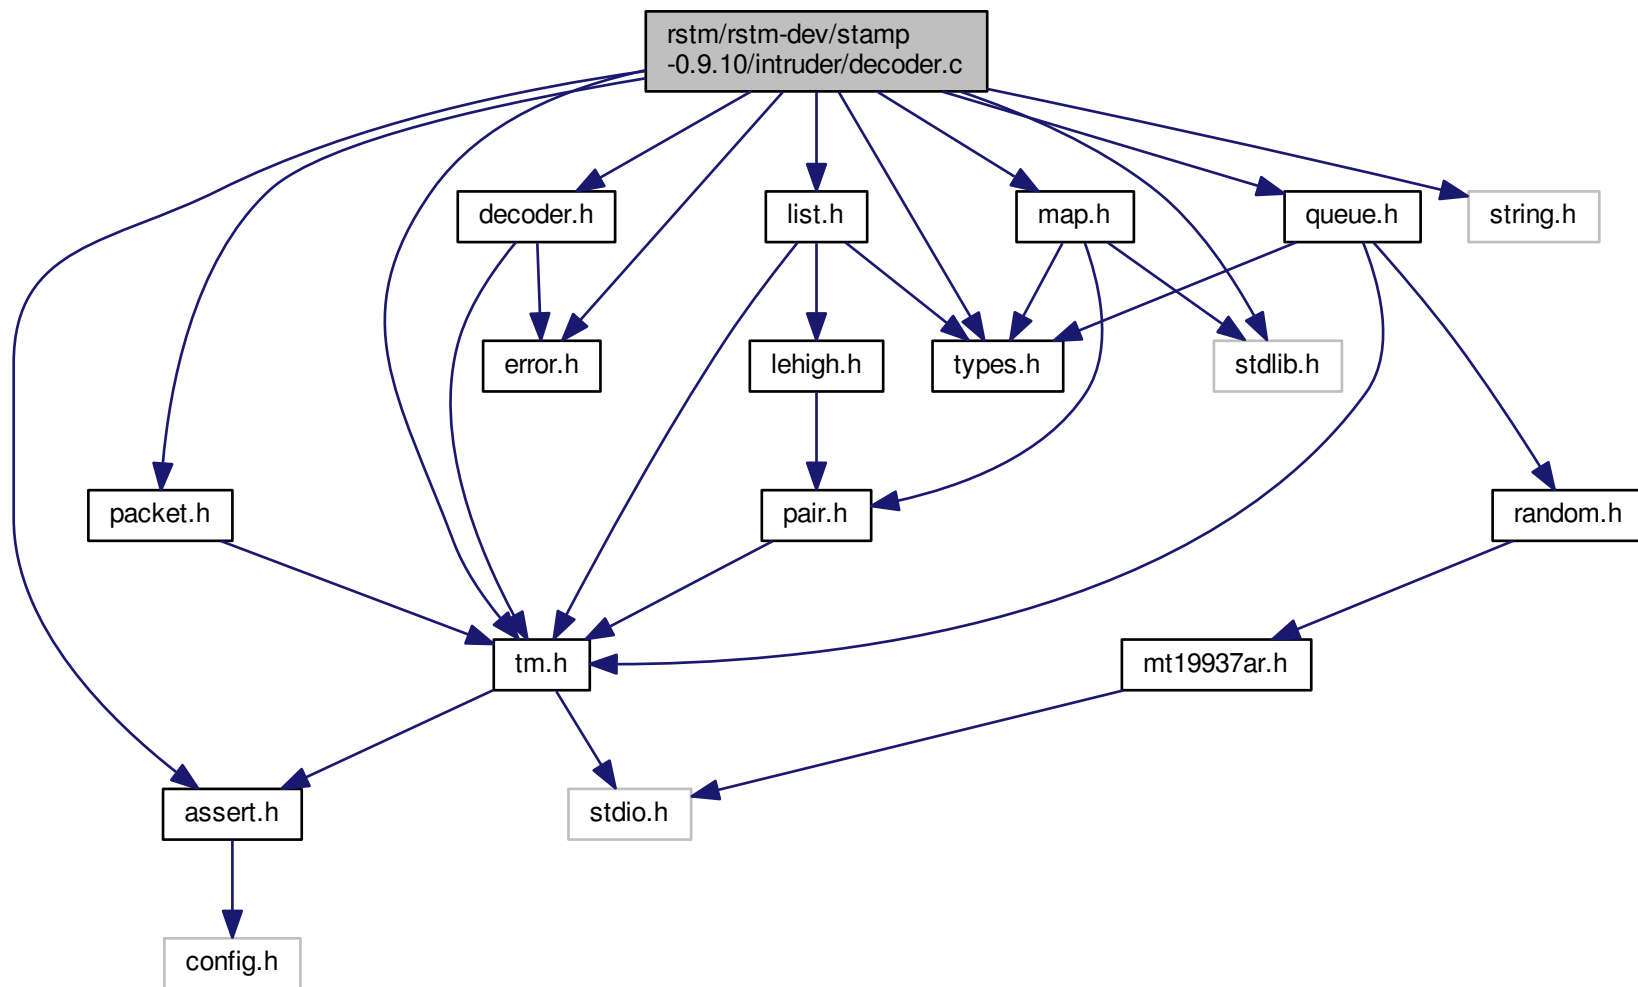 rstm/rstm-dev/stamp
-0.9.10/intruder/decoder.c
decoder.h
list.h
map.h
queue.h
string.h
error.h
lehigh.h
types.h
stdlib.h
packet.h
pair.h
random.h
tm.h
mt19937ar.h
assert.h
stdio.h
config.h